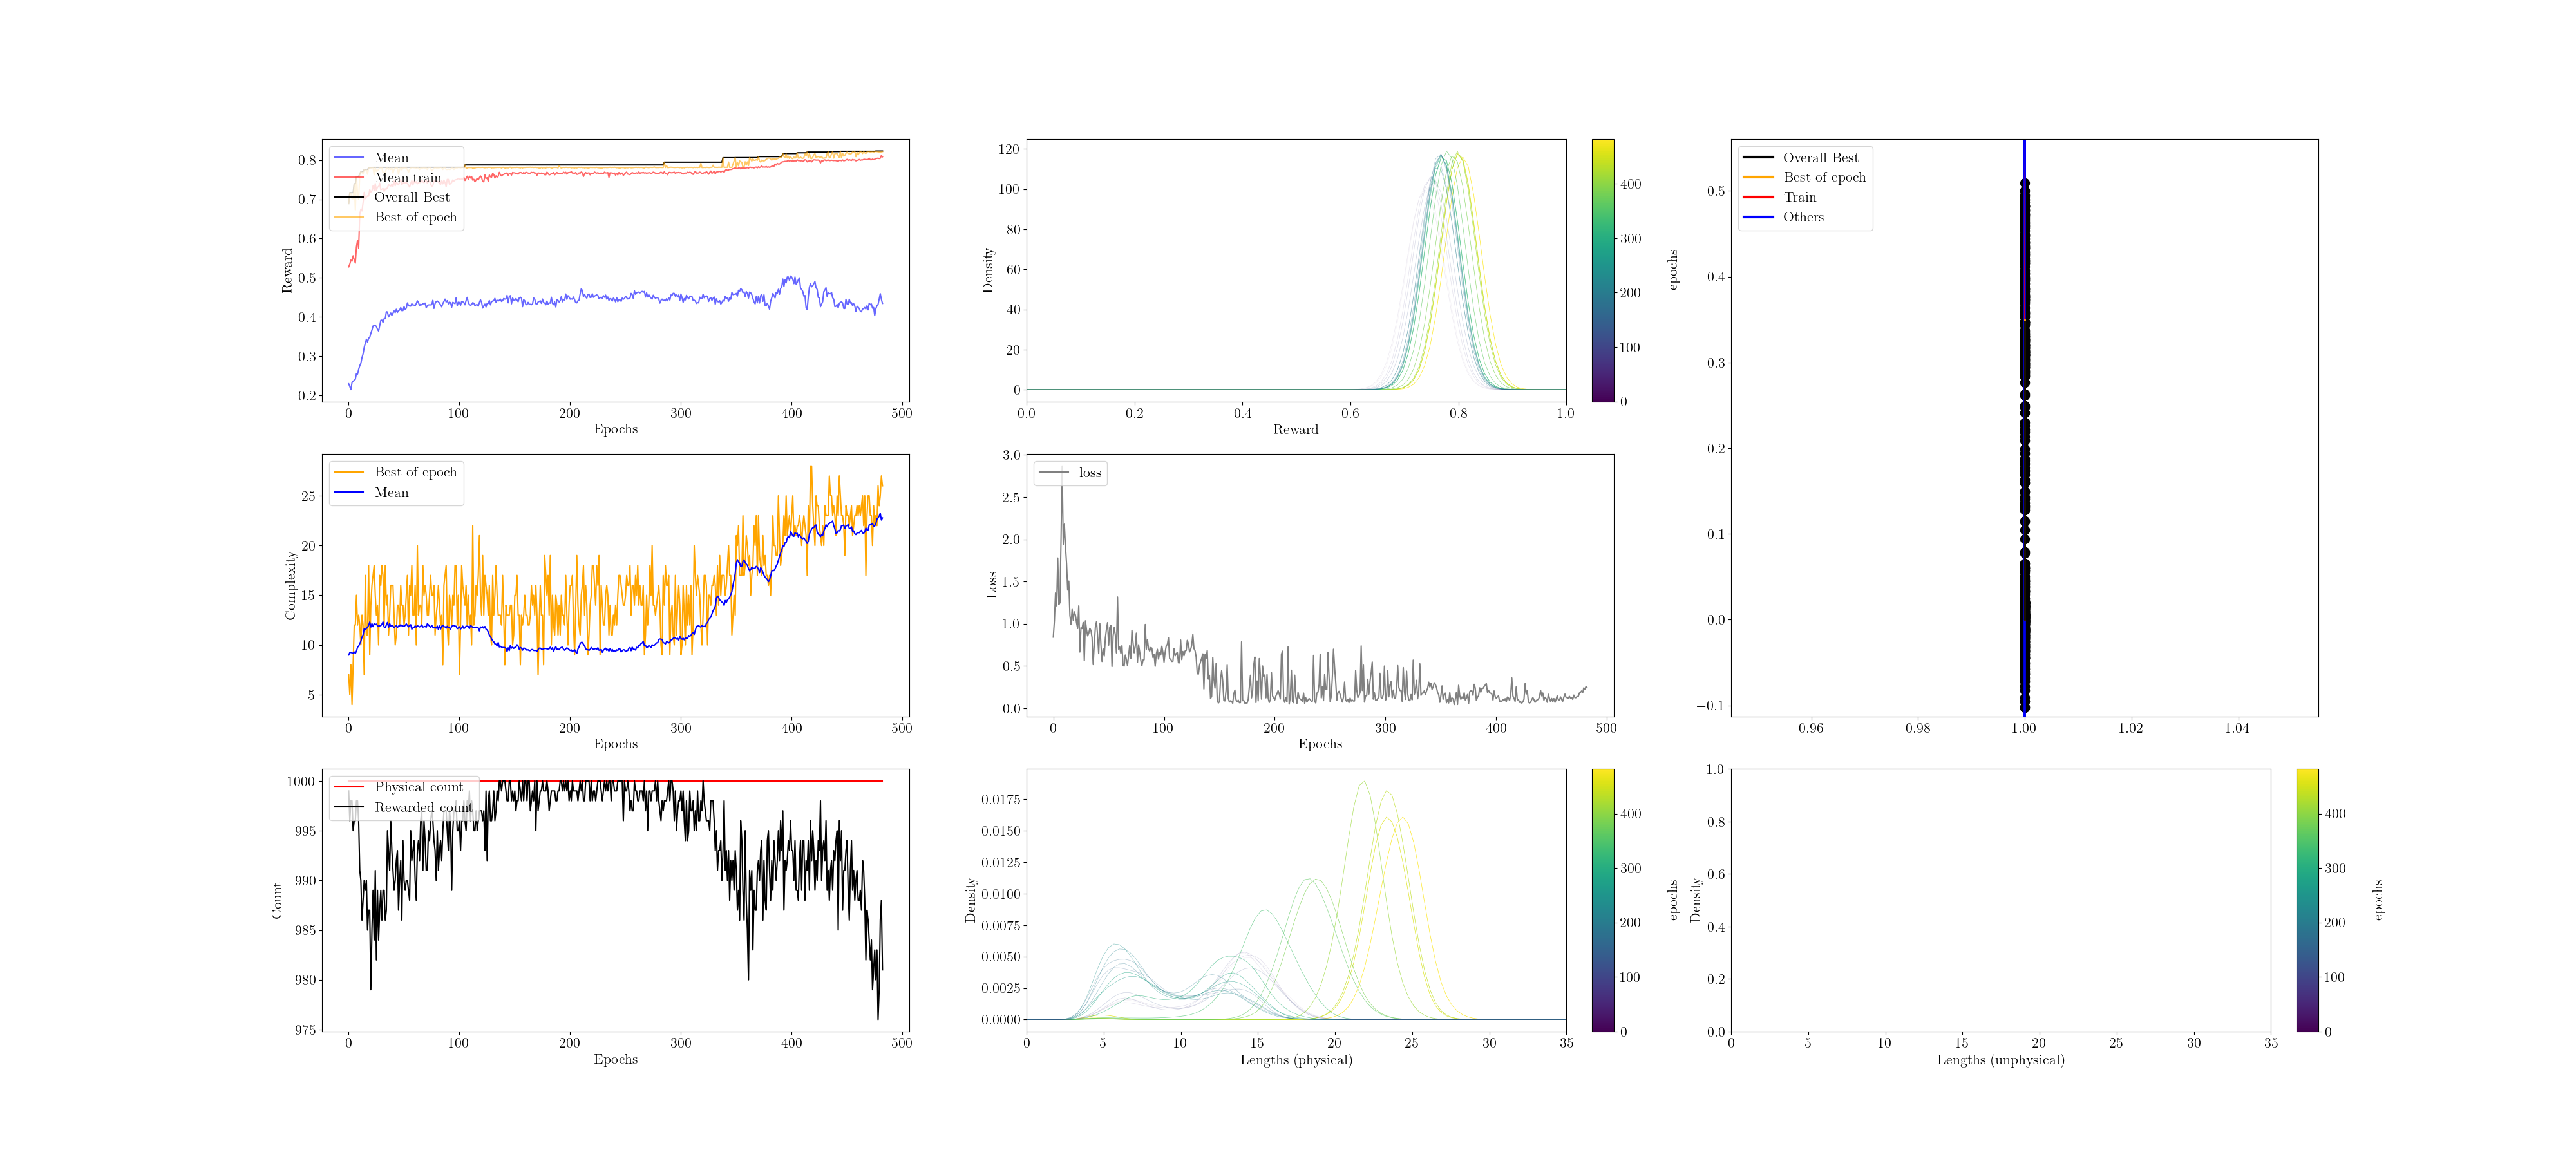 Mean
Mean train
Overall Best
Best of epoch
0.8
0.7
0.6
0.5
0.4
0.3
0.2
Reward
0 100 200 300 400 500
Epochs
120
100
80
60
40
20
0
Density
0.0 0.2 0.4 0.6 0.8 1.0
Reward
400
300
200
100
0
epochs
Overall Best
Best of epoch
Train
Others
0.5
0.4
0.3
0.2
0.1
0.0
−0.1
0.96 0.98 1.00 1.02 1.04
Best of epoch
Mean
25
20
15
10
5
Complexity
0 100 200 300 400 500
Epochs
loss
3.0
2.5
2.0
1.5
1.0
0.5
0.0
Loss
0 100 200 300 400 500
Epochs
Physical count
Rewarded count
1000
995
990
985
980
975
Count
0 100 200 300 400 500
Epochs
0.0175
0.0150
0.0125
0.0100
0.0075
0.0050
0.0025
0.0000
Density
0 5 10 15 20 25 30 35
Lengths (physical)
400
300
200
100
0
epochs
1.0
0.8
0.6
0.4
0.2
0.0
Density
0 5 10 15 20 25 30 35
Lengths (unphysical)
400
300
200
100
0
epochs